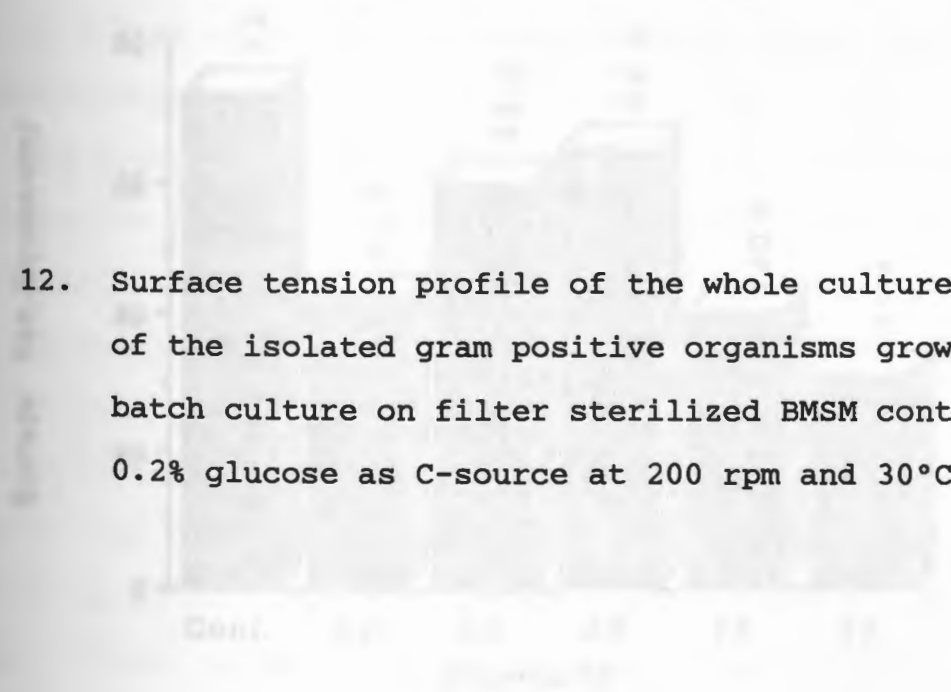 12. Surface tension profile of the whole culture
of the isolated gram positive organisms grow
batch culture on filter sterilized BMSM cont
0.2% glucose as C-source at 200 rpm and 30°C
Cont.